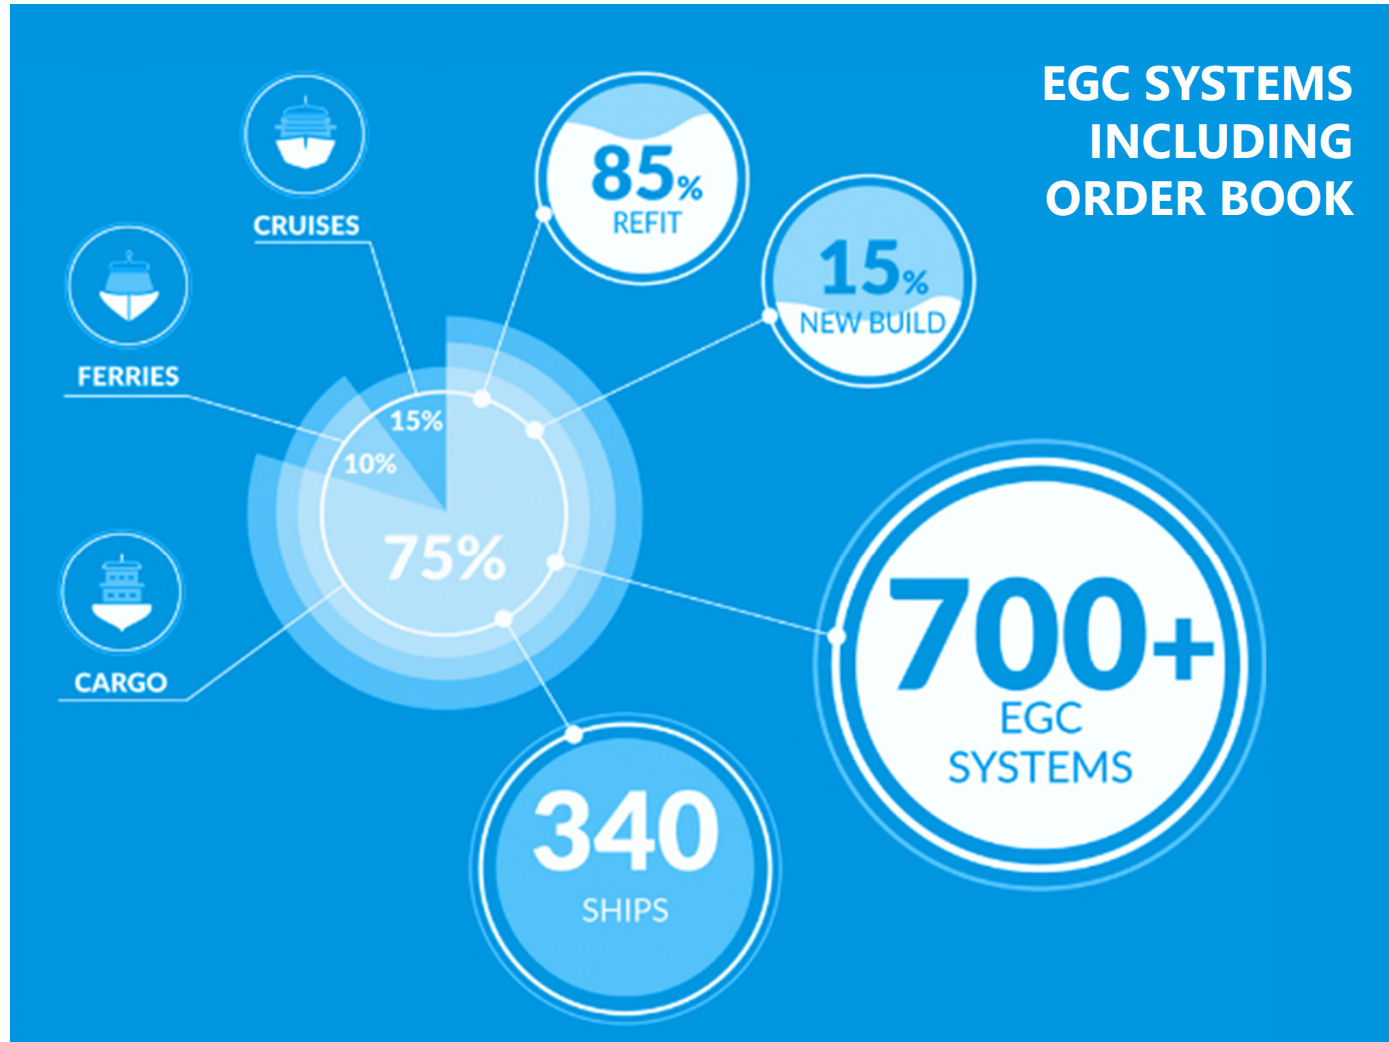 EGC SYSTEMS
INCLUDING
ORDER BOOK
CRUISES
FERRIES
CARGO
85%
REFIT
15%
NEW BUILD
15%
10%
75%
700+
EGC
SYSTEMS
340
SHIPS